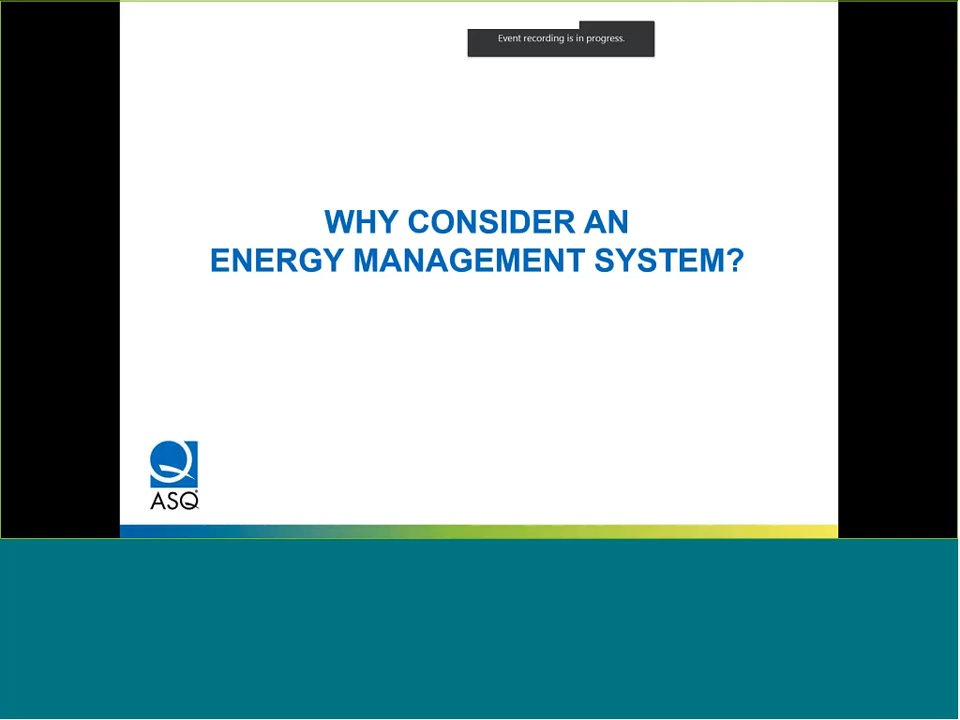 Event recording is in progress.
WHY CONSIDER AN
ENERGY MANAGEMENT SYSTEM?
ASQ®